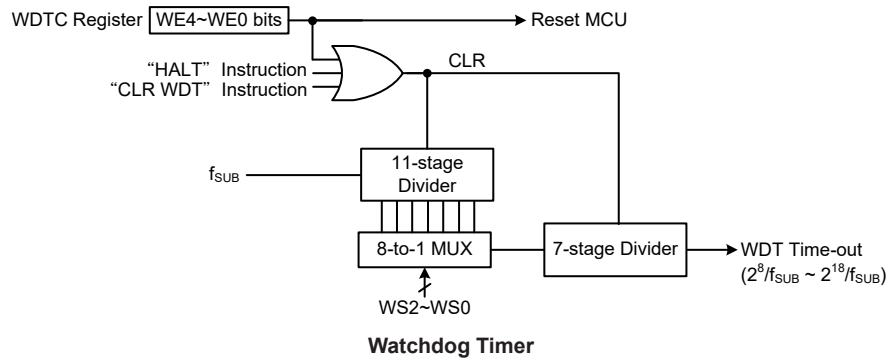 WDTC Register WE4~WE0 bits Reset MCU
CLR
“HALT” Instruction
“CLR WDT” Instruction
fSUB
11-stage
Divider
8-to-1 MUX
7-stage Divider
WDT Time-out
(2^8/fSUB ~ 2^18/fSUB)
WS2~WS0
Watchdog Timer